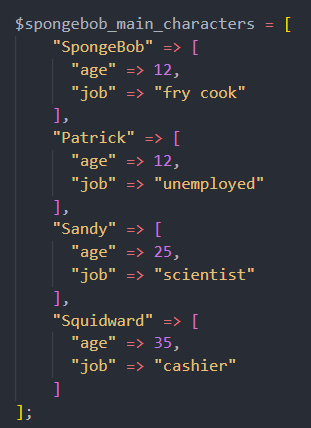 $spongebob_main_characters = [
    "SpongeBob" => [
      "age" => 12,
      "job" => "fry cook"
    ],
    "Patrick" => [
      "age" => 12,
      "job" => "unemployed"
    ],
    "Sandy" => [
      "age" => 25,
      "job" => "scientist"
    ],
    "Squidward" => [
      "age" => 35,
      "job" => "cashier"
    ]
];